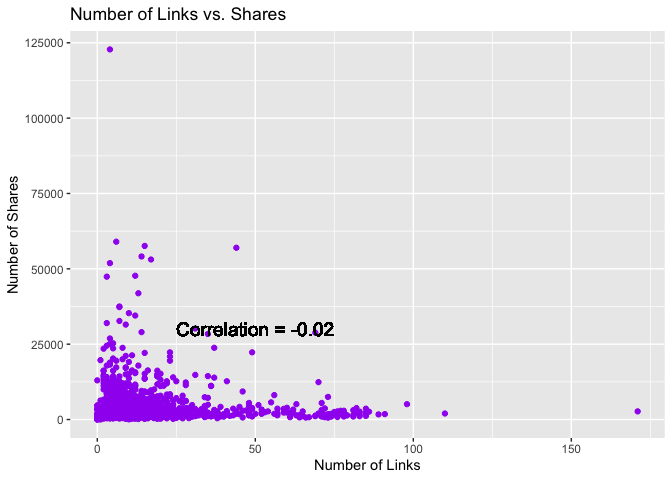 Number of Links vs. Shares
125000
100000
75000
50000
25000
0
Number of Shares
Correlation = -0.02
0
50
100
150
Number of Links